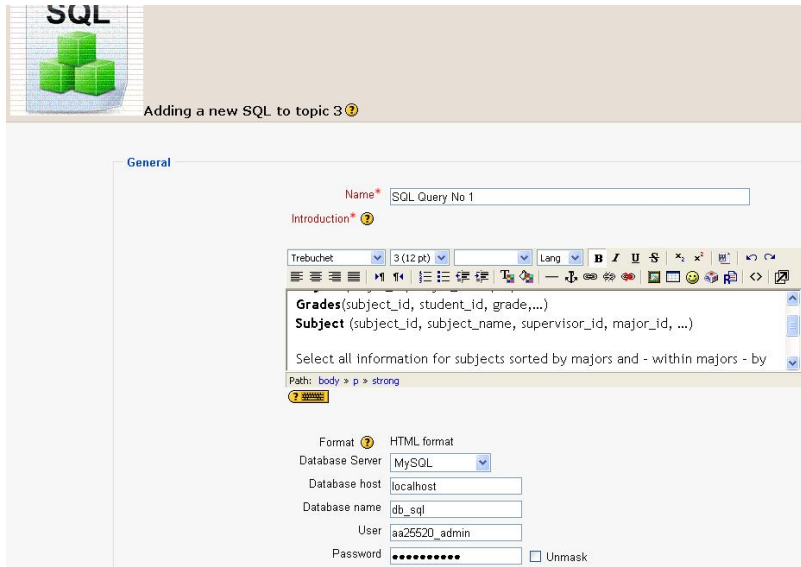 SQL
Adding a new SQL to topic 3
General
Name* SQL Query No 1
Introduction*
Trebuchet 3 (12 pt) Lang B I U S x₂ x²
Grades(subject_id, student_id, grade,...)
Subject (subject_id, subject_name, supervisor_id, major_id, ...)
Select all information for subjects sorted by majors and - within majors - by
Path: body » p » strong
?
Format ? HTML format
Database Server MySQL
Database host localhost
Database name db_sql
User aa25520_admin
Password ●●●●●●●●●● Unmask